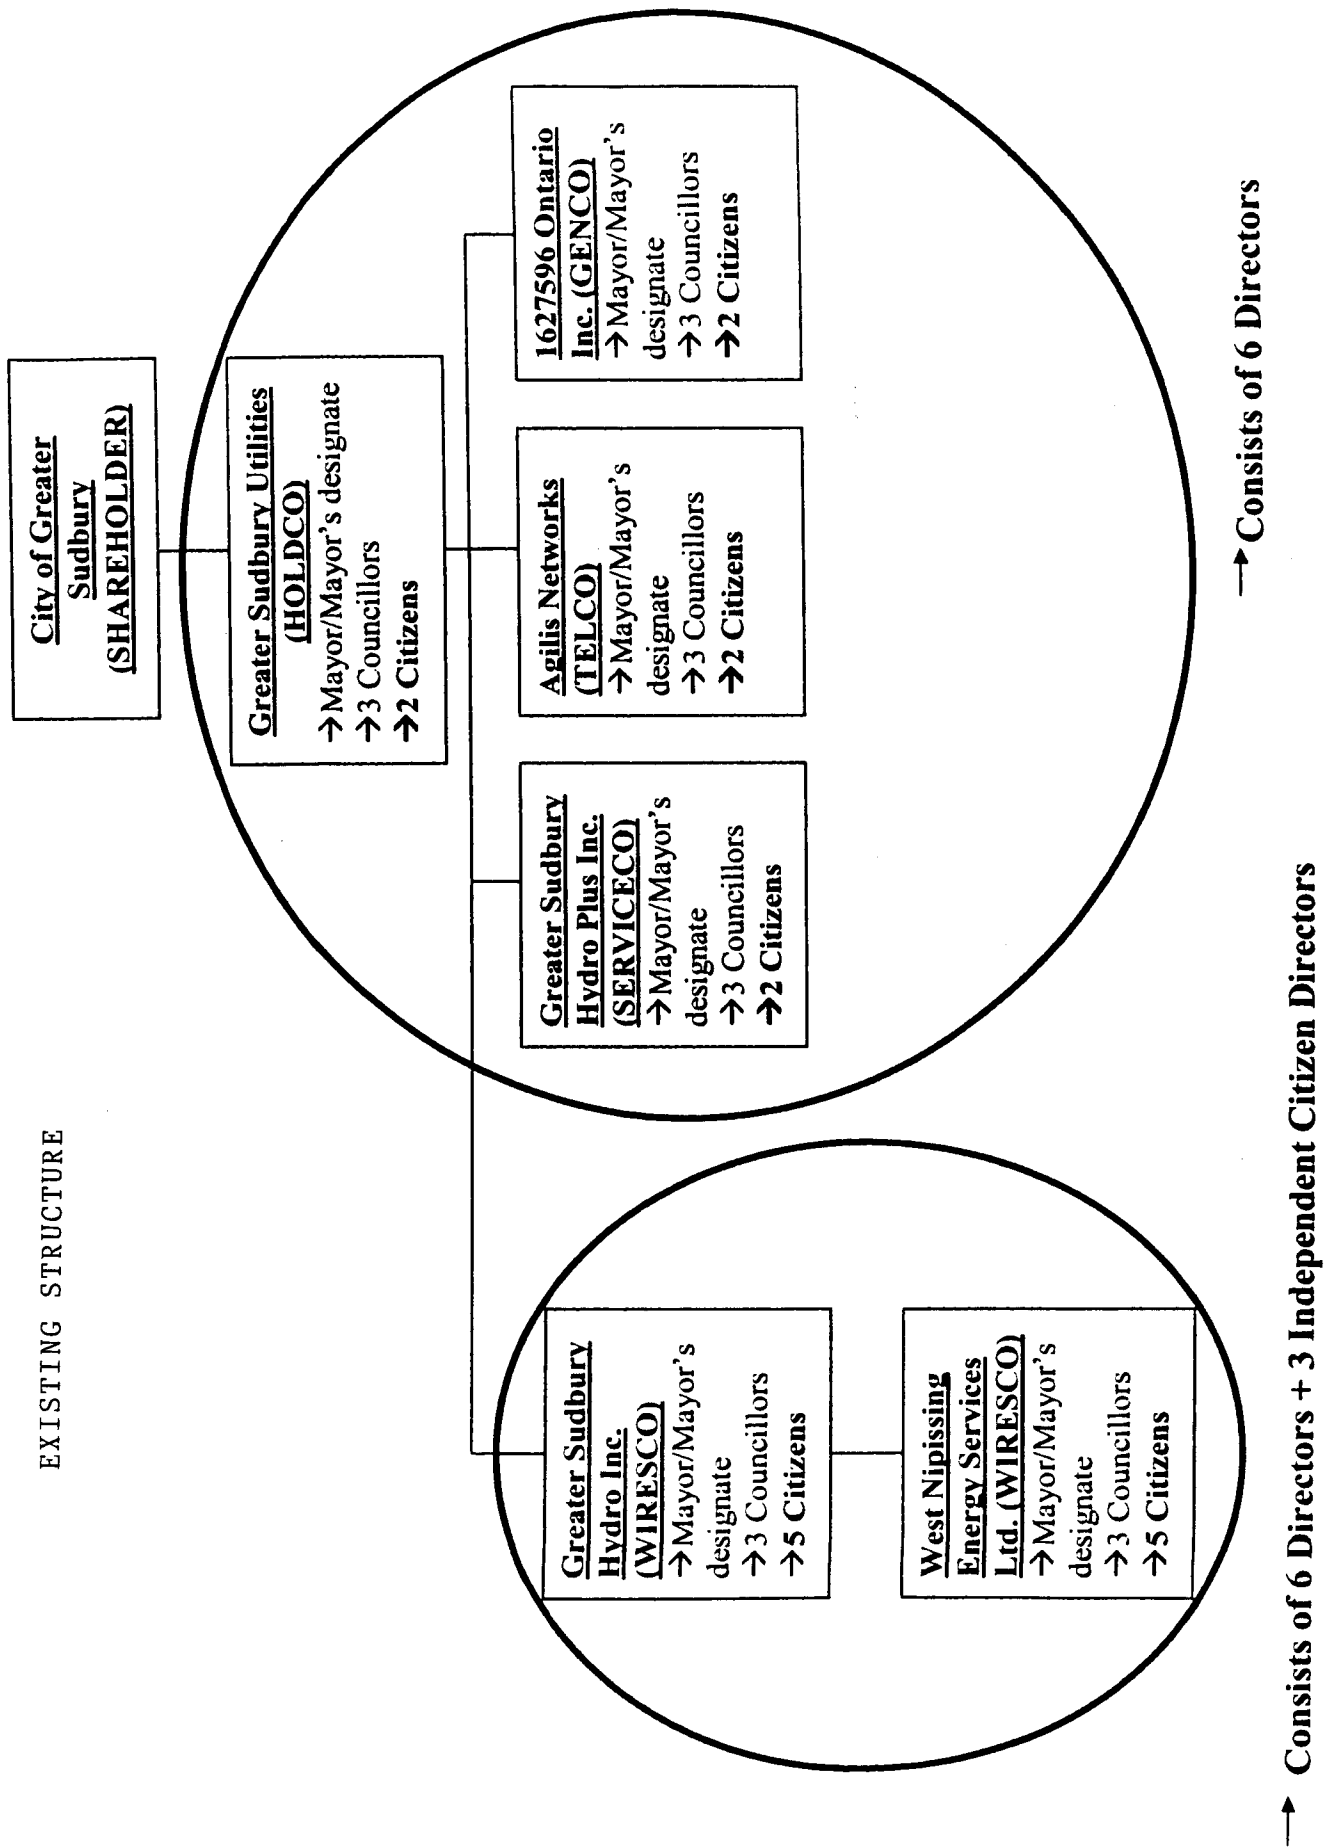 EXISTING STRUCTURE
City of Greater
Sudbury
(SHAREHOLDER)
Greater Sudbury Utilities
(HOLDCO)
→Mayor/Mayor's designate
→3 Councillors
→2 Citizens
Greater Sudbury
Hydro Inc.
(WIRESCO)
→Mayor/Mayor's
designate
→3 Councillors
→5 Citizens
West Nipissing
Energy Services
Ltd. (WIRESCO)
→Mayor/Mayor's
designate
→3 Councillors
→5 Citizens
Greater Sudbury
Hydro Plus Inc.
(SERVICECO)
→Mayor/Mayor's
designate
→3 Councillors
→2 Citizens
Agilis Networks
(TELCO)
→Mayor/Mayor's
designate
→3 Councillors
→2 Citizens
1627596 Ontario
Inc. (GENCO)
→Mayor/Mayor's
designate
→3 Councillors
→2 Citizens
→Consists of 6 Directors
→ Consists of 6 Directors + 3 Independent Citizen Directors